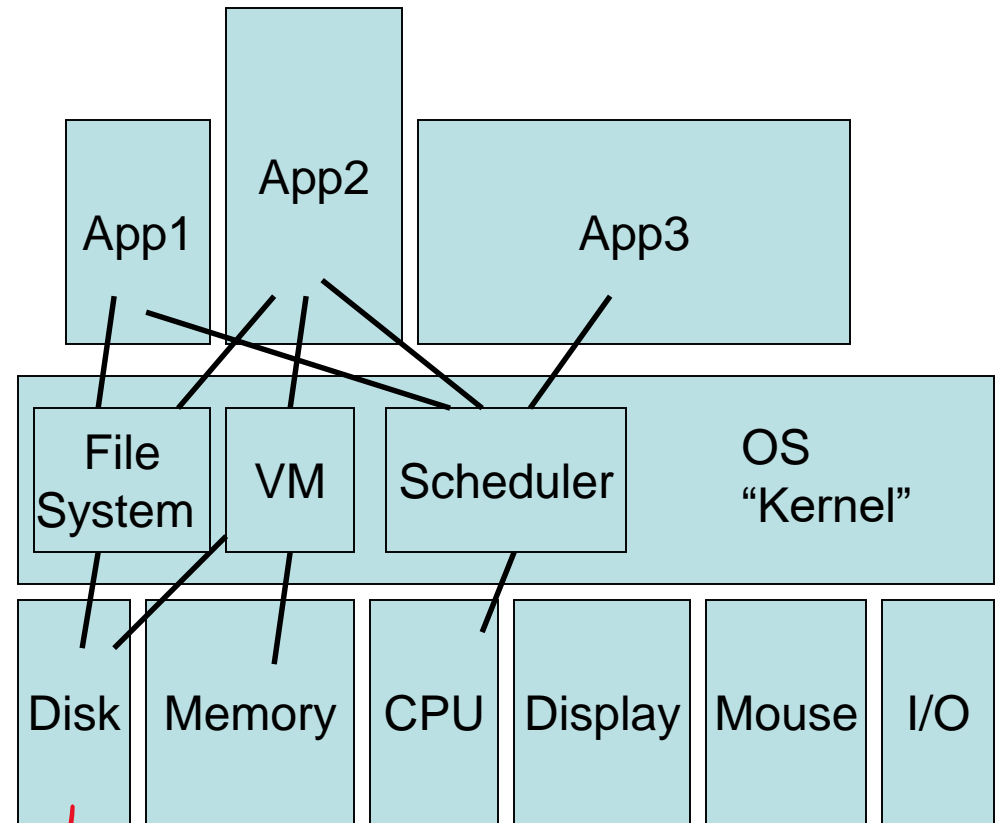 App2
App1
App3
File
System
VM
Scheduler
OS
“Kernel”
Disk
Memory
CPU
Display
Mouse
I/O